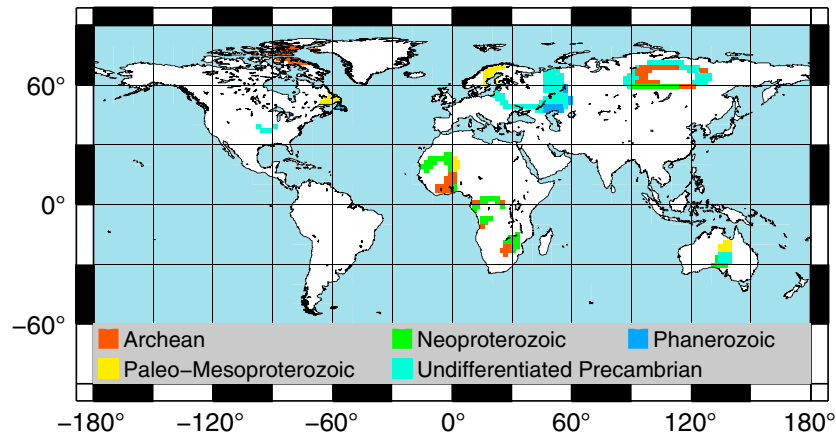 60°
0°
−60°
Archean
Neoproterozoic
Phanerozoic
Paleo−Mesoproterozoic
Undifferentiated Precambrian
−180° −120° −60° 0° 60° 120° 180°